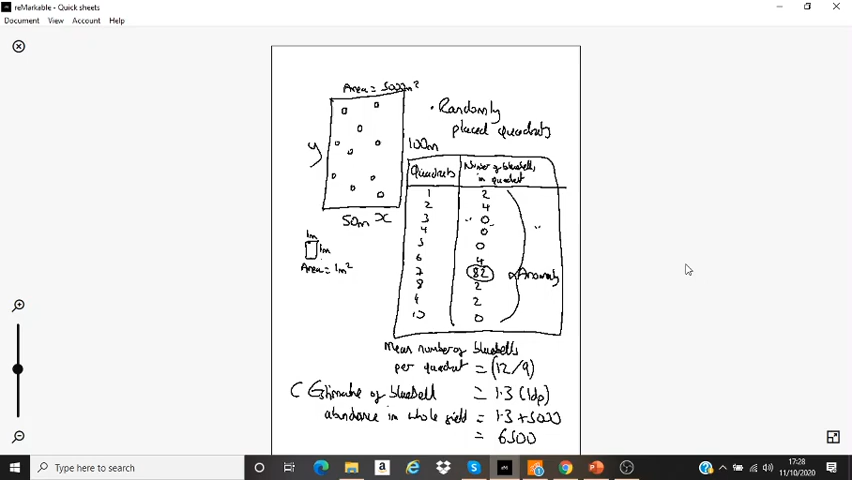 reMarkable - Quick sheets
Document View Account Help
Area = 5000m²
• Randomly
placed quadrats
y
100m
50m x
1m
1m
Area = 1m²
Quadrats Number of bluebells
in quadrat
1 2
2 4
3 0
4 0
5 0
6 4
7 82 Anomaly
8 2
9 2
10 0
Mean number of bluebells
per quadrat = (12/9)
Estimate of bluebell = 1.3 (1dp)
abundance in whole field = 1.3 × 5000
= 6500
Type here to search
17:28
11/10/2020